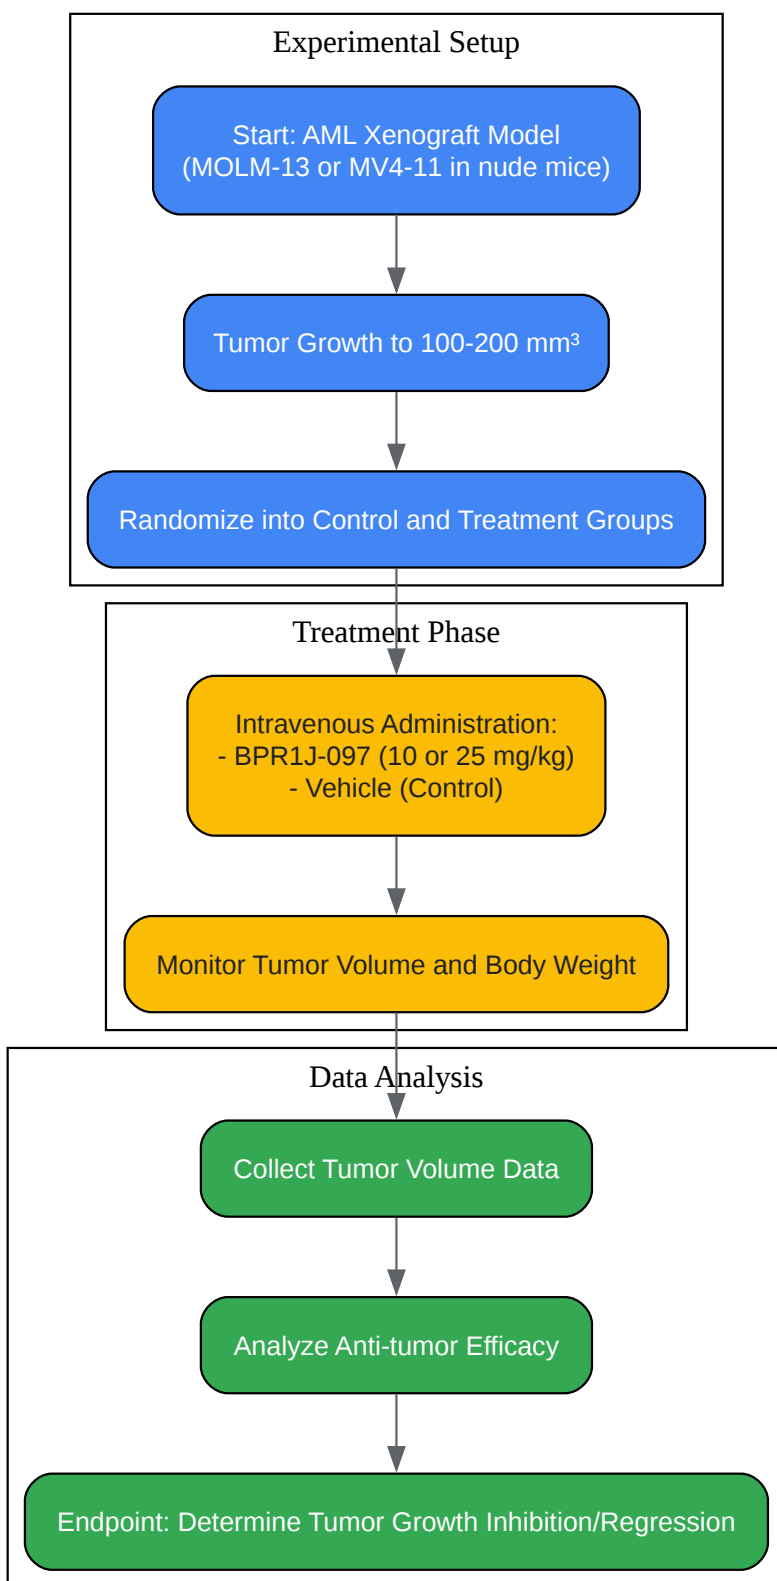 Experimental Setup
Start: AML Xenograft Model
(MOLM-13 or MV4-11 in nude mice)
Tumor Growth to 100-200 mm³
Randomize into Control and Treatment Groups
Treatment Phase
Intravenous Administration:
- BPR1J-097 (10 or 25 mg/kg)
- Vehicle (Control)
Monitor Tumor Volume and Body Weight
Data Analysis
Collect Tumor Volume Data
Analyze Anti-tumor Efficacy
Endpoint: Determine Tumor Growth Inhibition/Regression